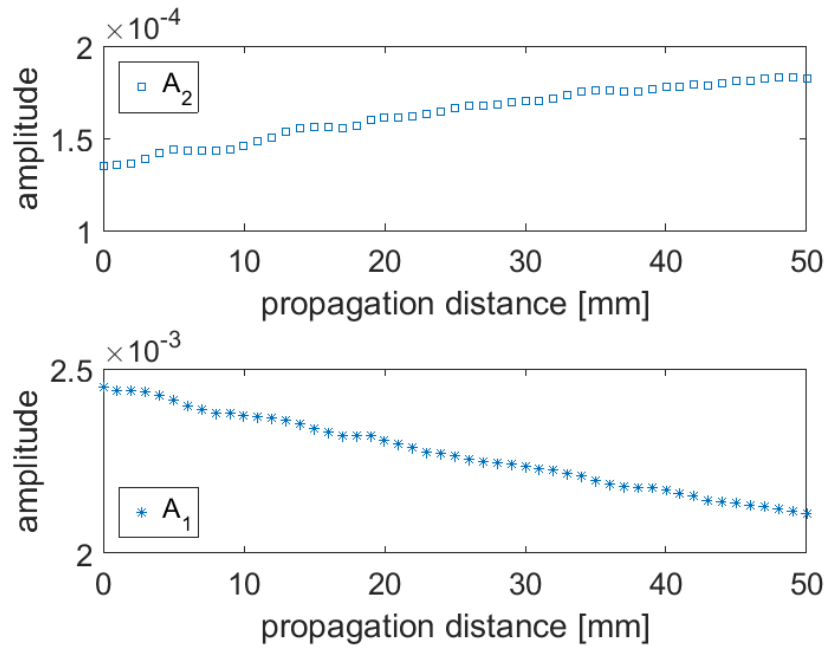 ×10⁻⁴
2
1.5
1
amplitude
A₂
0 10 20 30 40 50
propagation distance [mm]
×10⁻³
2.5
2
amplitude
A₁
0 10 20 30 40 50
propagation distance [mm]